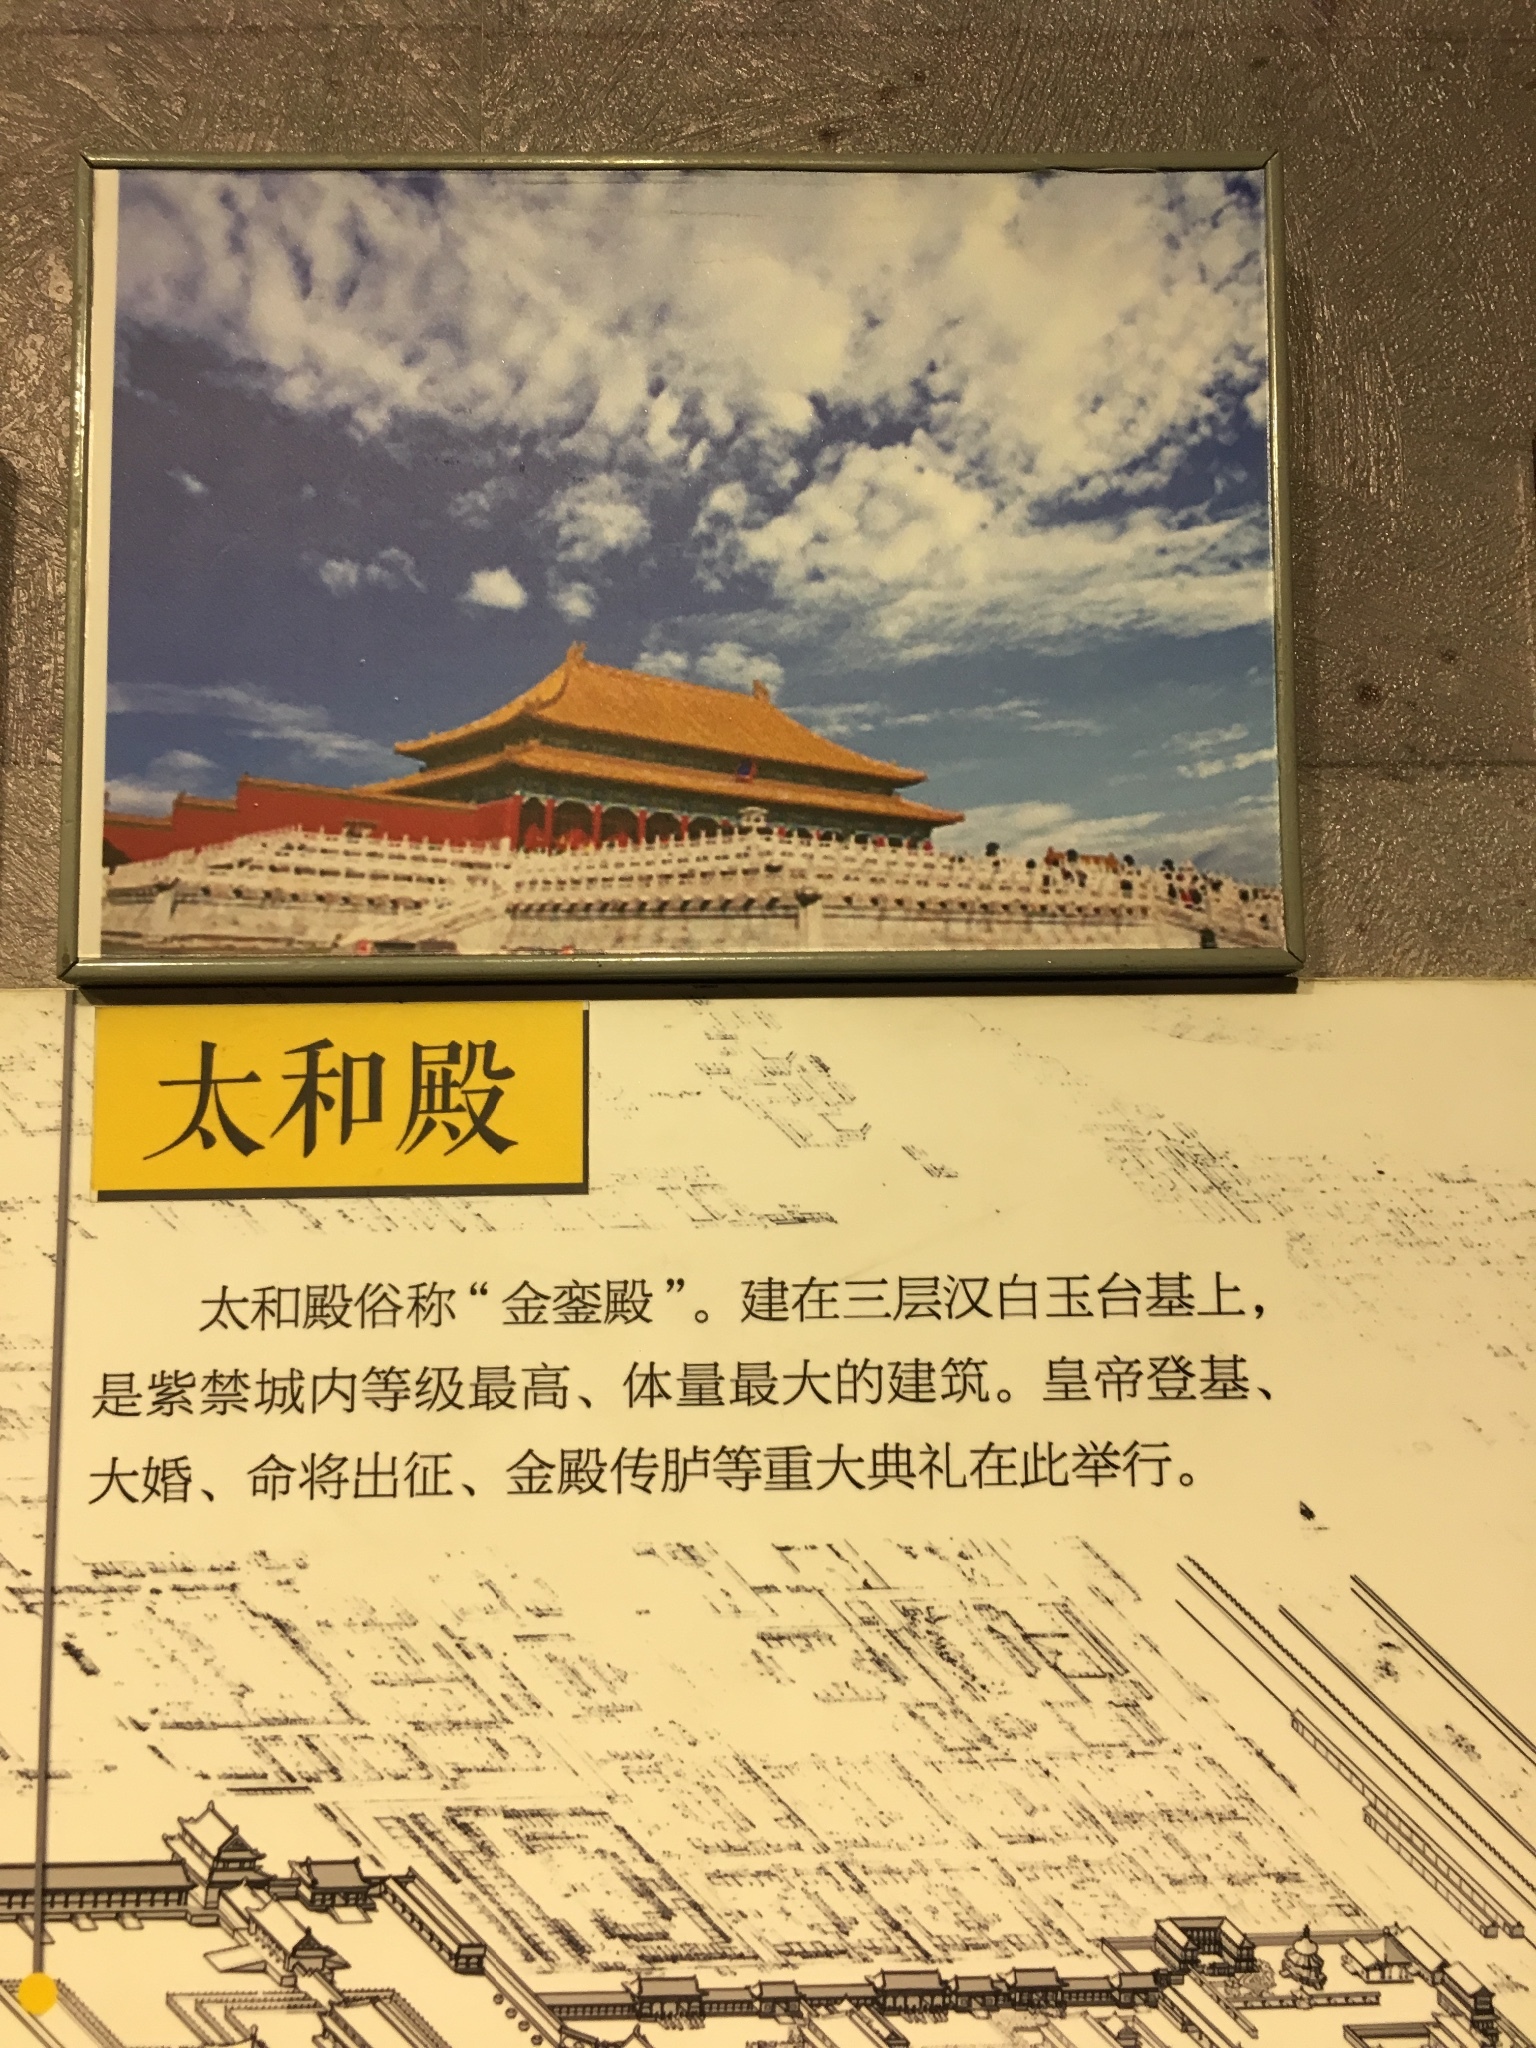 太和殿
太和殿俗称“金銮殿”。建在三层汉白玉台基上，
是紫禁城内等级最高、体量最大的建筑。皇帝登基、
大婚、命将出征、金殿传胪等重大典礼在此举行。